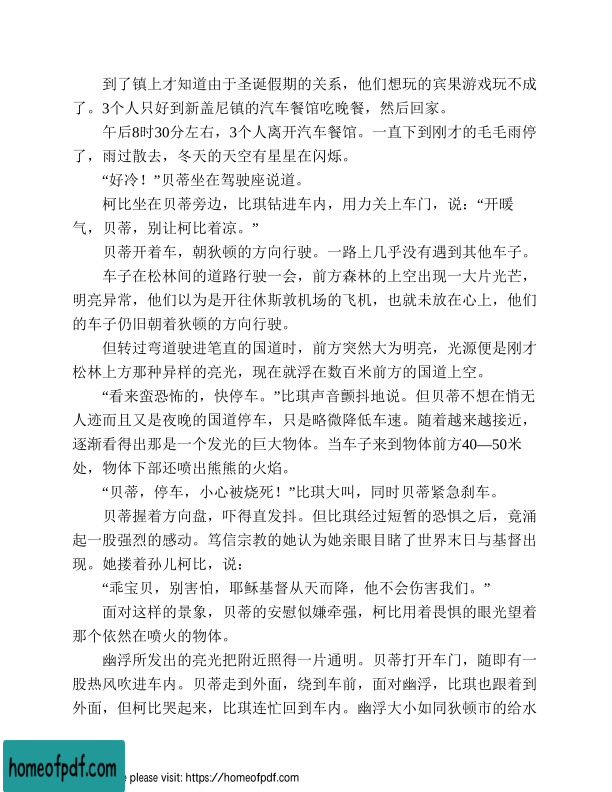 到了镇上才知道由于圣诞假期的关系，他们想玩的宾果游戏玩不成
了。3个人只好到新盖尼镇的汽车餐馆吃晚餐，然后回家。
午后8时30分左右，3个人离开汽车餐馆。一直下到刚才的毛毛雨停
了，雨过散去，冬天的天空有星星在闪烁。
“好冷！”贝蒂坐在驾驶座说道。
柯比坐在贝蒂旁边，比琪钻进车内，用力关上车门，说：“开暖
气，贝蒂，别让柯比着凉。”
贝蒂开着车，朝狄顿的方向行驶。一路上几乎没有遇到其他车子。
车子在松林间的道路行驶一会，前方森林的上空出现一大片光芒，
明亮异常，他们以为是开往休斯敦机场的飞机，也就未放在心上，他们
的车子仍旧朝着狄顿的方向行驶。
但转过弯道驶进笔直的国道时，前方突然大为明亮，光源便是刚才
松林上方那种异样的亮光，现在就浮在数百米前方的国道上空。
“看来蛮恐怖的，快停车。”比琪声音颤抖地说。但贝蒂不想在悄无
人迹而且又是夜晚的国道停车，只是略微降低车速。随着越来越接近，
逐渐看得出那是一个发光的巨大物体。当车子来到物体前方40—50米
处，物体下部还喷出熊熊的火焰。
“贝蒂，停车，小心被烧死！”比琪大叫，同时贝蒂紧急刹车。
贝蒂握着方向盘，吓得直发抖。但比琪经过短暂的恐惧之后，竟涌
起一股强烈的感动。笃信宗教的她认为她亲眼目睹了世界末日与基督出
现。她搂着孙儿柯比，说：
“乖宝贝，别害怕，耶稣基督从天而降，他不会伤害我们。”
面对这样的景象，贝蒂的安慰似嫌牵强，柯比用着畏惧的眼光望着
那个依然在喷火的物体。
幽浮所发出的亮光把附近照得一片通明。贝蒂打开车门，随即有一
股热风吹进车内。贝蒂走到外面，绕到车前，面对幽浮，比琪也跟着到
外面，但柯比哭起来，比琪连忙回到车内。幽浮大小如同狄顿市的给水
homeofpdf.com
e please visit: https://homeofpdf.com